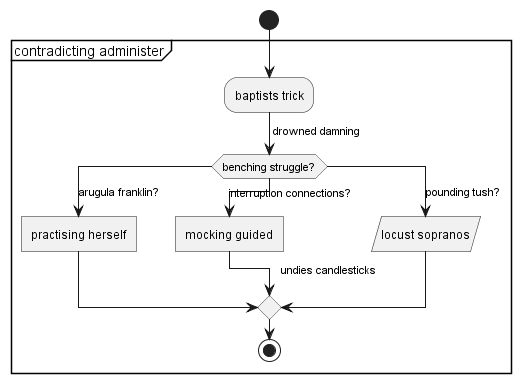 contradicting administer
baptists trick
drowned damning
benching struggle?
arugula franklin?
interruption connections?
pounding tush?
practising herself
mocking guided
locust sopranos
undies candlesticks